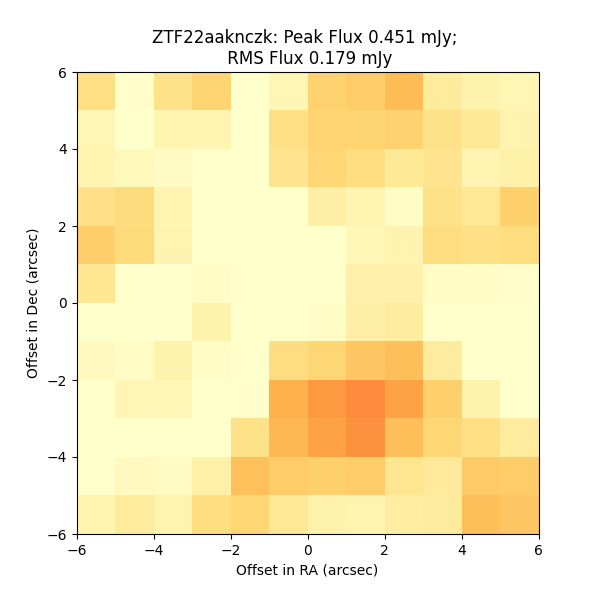 ZTF22aaknczk: Peak Flux 0.451 mJy;
RMS Flux 0.179 mJy
6
4
2
0
−2
−4
−6
Offset in Dec (arcsec)
−6 −4 −2 0 2 4 6
Offset in RA (arcsec)